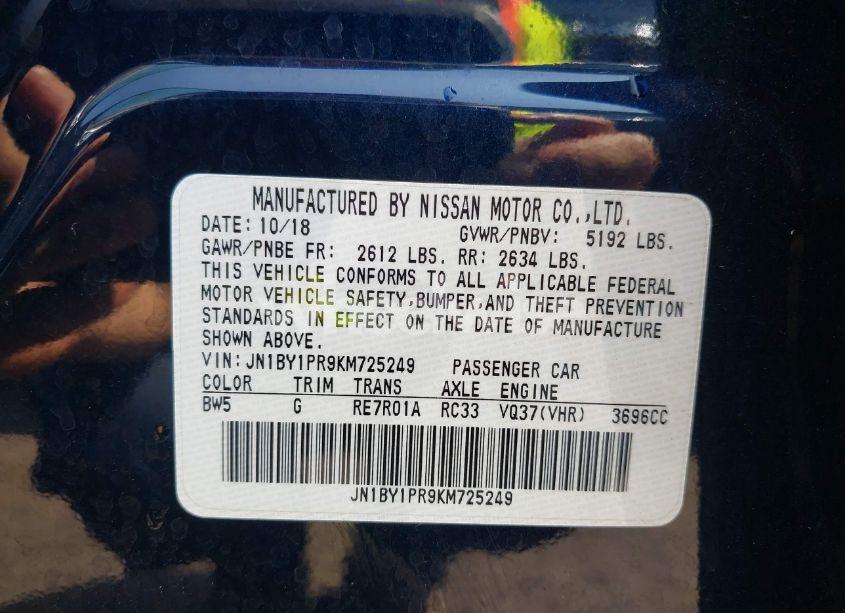 MANUFACTURED BY NISSAN MOTOR CO.,LTD.
DATE: 10/18 GVWR/PNBV: 5192 LBS.
GAWR/PNBE FR: 2612 LBS. RR: 2634 LBS.
THIS VEHICLE CONFORMS TO ALL APPLICABLE FEDERAL
MOTOR VEHICLE SAFETY,BUMPER,AND THEFT PREVENTION
STANDARDS IN EFFECT ON THE DATE OF MANUFACTURE
SHOWN ABOVE.
VIN:JN1BY1PR9KM725249 PASSENGER CAR
COLOR TRIM TRANS AXLE ENGINE
BW5 G RE7R01A RC33 VQ37(VHR) 3696CC
JN1BY1PR9KM725249